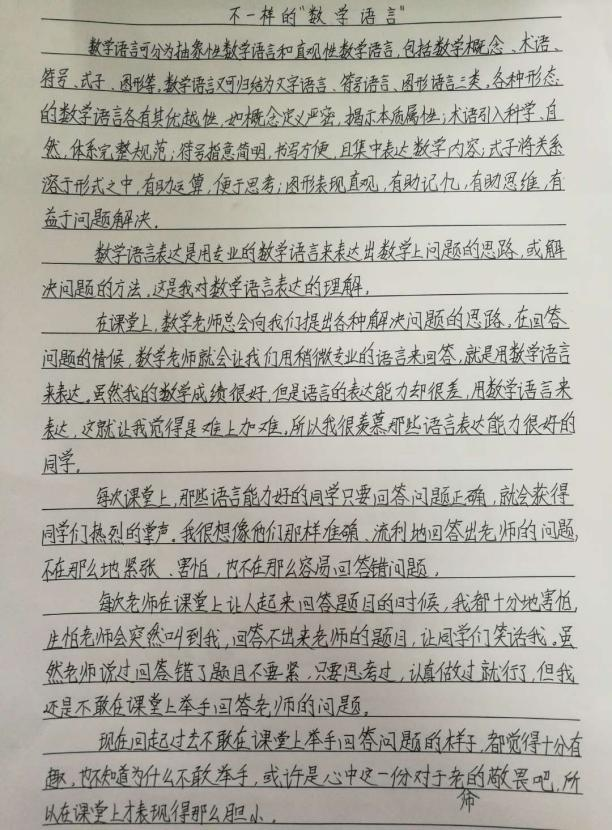 不一样的“数学语言”
数学语言可分为抽象性数学语言和直观性数学语言,包括数学概念、术语、
符号、式子、图形等。数学语言又可归结为文字语言、符号语言、图形语言三类。各种形态
的数学语言各有其优越性,如概念定义严密,揭示本质属性;术语引入科学、自
然,体系完整规范;符号指意简明,书写方便,且集中表达数学内容;式子将关系
溶于形式之中,有助运算,便于思考;图形表现直观,有助记忆,有助思维,有
益于问题解决。
数学语言表达是用专业的数学语言来表达出数学上问题的思路,或解
决问题的方法,这是我对数学语言表达的理解。
在课堂上,数学老师总会向我们提出各种解决问题的思路。在回答
问题的情候,数学老师就会让我们用稍微专业的语言来回答,就是用数学语言
来表达。虽然我的数学成绩很好,但是语言的表达能力却很差,用数学语言来
表达,这就让我觉得是难上加难。所以我很羡慕那些语言表达能力很好的
同学。
每次课堂上,那些语言能力好的同学只要回答问题正确,就会获得
同学们热烈的掌声。我很想像他们那样准确、流利地回答出老师的问题,
不在那么地紧张、害怕,也不在那么容易回答错问题。
每次老师在课堂上让人起来回答题目的时候,我都十分地害怕,
生怕老师会突然叫到我,回答不出来老师的题目,让同学们笑话我。虽
然老师说过回答错了题目不要紧,只要思考过,认真做过就行了,但我
还是不敢在课堂上举手回答老师的问题。
现在回起过去不敢在课堂上举手回答问题的样子,都觉得十分有
趣,也不知道为什么不敢举手,或许是心中这一份对于老师的敬畏吧,所
以在课堂上才表现得那么胆小。